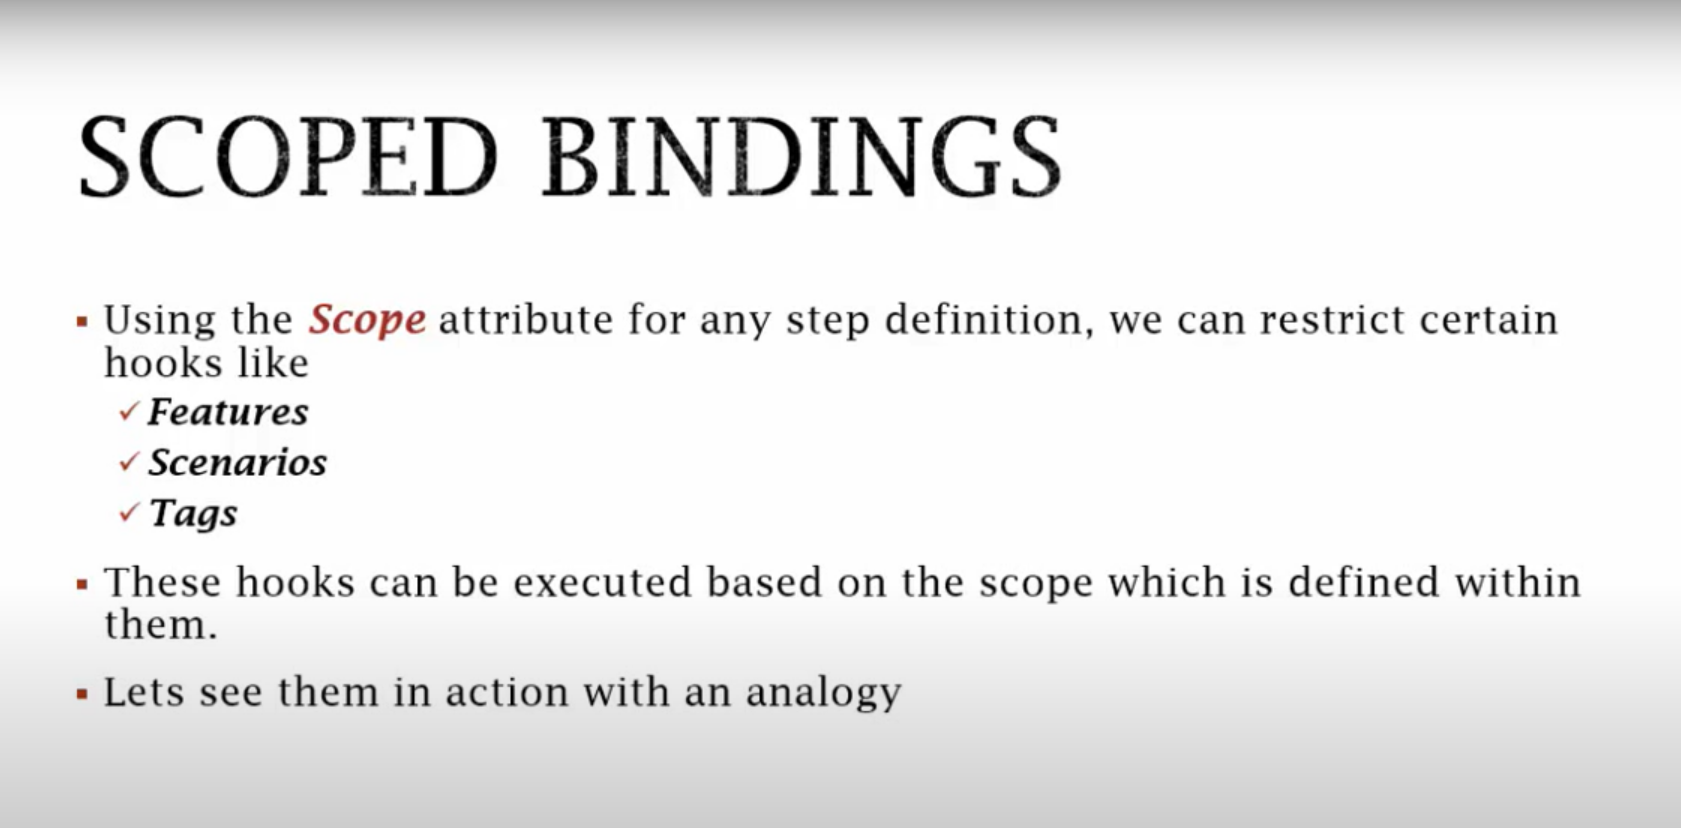 SCOPED BINDINGS
▪ Using the Scope attribute for any step definition, we can restrict certain
hooks like
✓ Features
✓ Scenarios
✓ Tags
▪ These hooks can be executed based on the scope which is defined within
them.
▪ Lets see them in action with an analogy